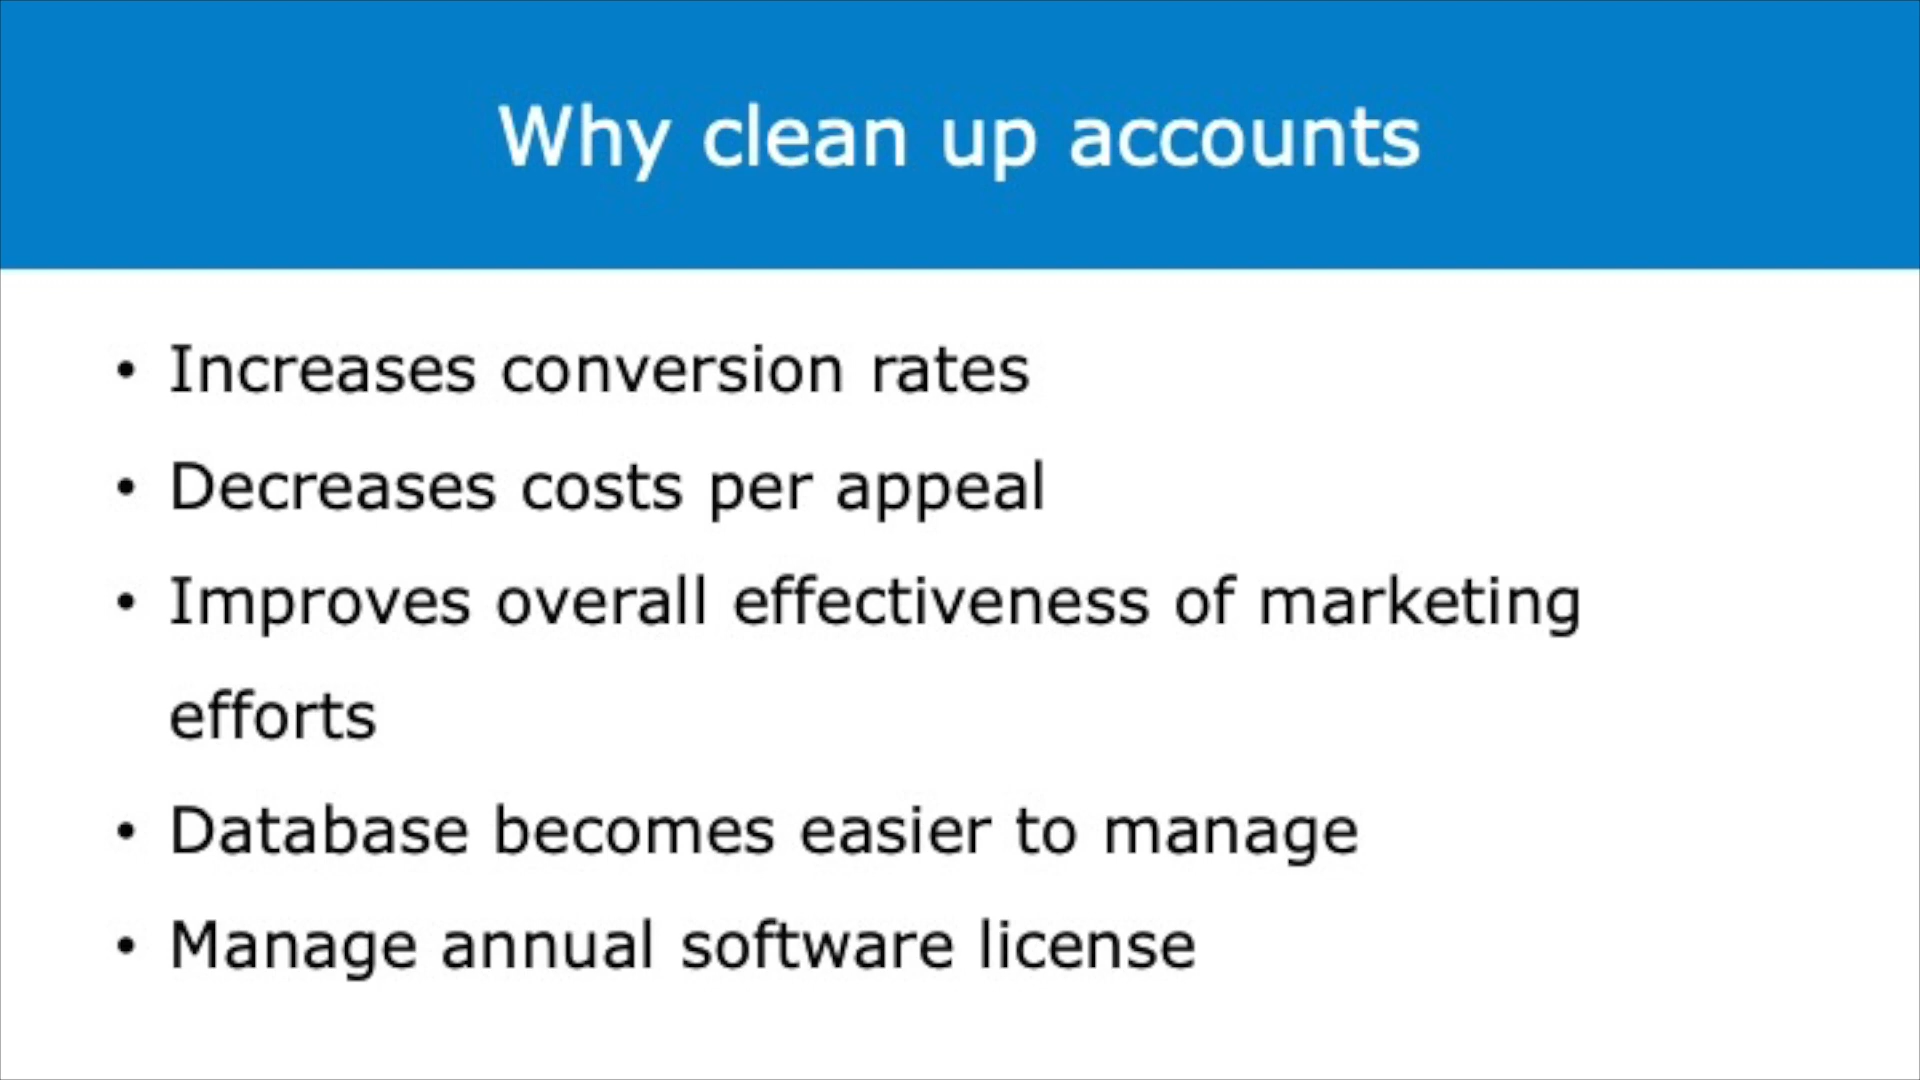 Why clean up accounts
• Increases conversion rates
• Decreases costs per appeal
• Improves overall effectiveness of marketing
efforts
• Database becomes easier to manage
• Manage annual software license